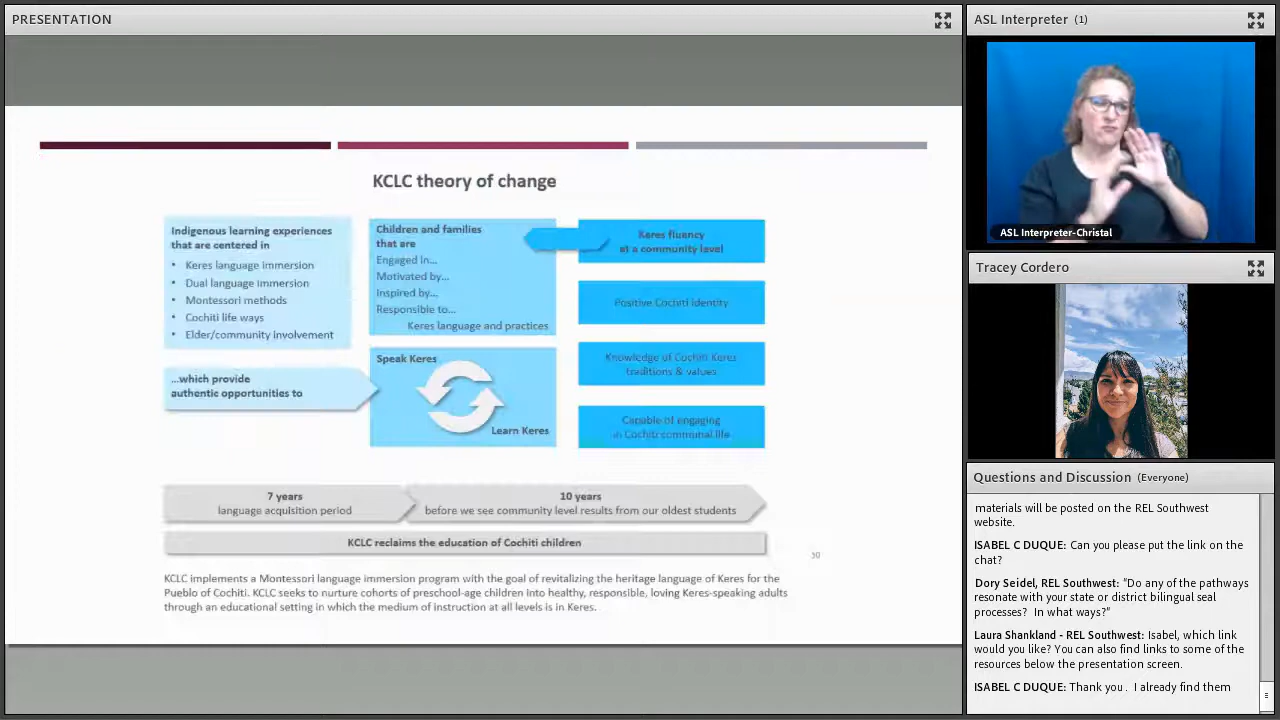 PRESENTATION
KCLC theory of change
Indigenous learning experiences
that are centered in
• Keres language immersion
• Dual language immersion
• Montessori methods
• Cochiti life ways
• Elder/community involvement
...which provide
authentic opportunities to
Children and families
that are
Engaged in...
Motivated by...
Inspired by...
Responsible to...
Keres language and practices
Speak Keres
Learn Keres
Keres fluency
at a community level
Positive Cochiti identity
Knowledge of Cochiti Keres
traditions & values
Capable of engaging
in Cochiti communal life
7 years
language acquisition period
10 years
before we see community level results from our oldest students
KCLC reclaims the education of Cochiti children
30
KCLC implements a Montessori language immersion program with the goal of revitalizing the heritage language of Keres for the
Pueblo of Cochiti. KCLC seeks to nurture cohorts of preschool-age children into healthy, responsible, loving Keres-speaking adults
through an educational setting in which the medium of instruction at all levels is in Keres.
ASL Interpreter (1)
ASL Interpreter-Christal
Tracey Cordero
Questions and Discussion (Everyone)
materials will be posted on the REL Southwest
website.
ISABEL C DUQUE: Can you please put the link on the
chat?
Dory Seidel, REL Southwest: "Do any of the pathways
resonate with your state or district bilingual seal
processes? In what ways?"
Laura Shankland - REL Southwest: Isabel, which link
would you like? You can also find links to some of the
resources below the presentation screen.
ISABEL C DUQUE: Thank you . I already find them